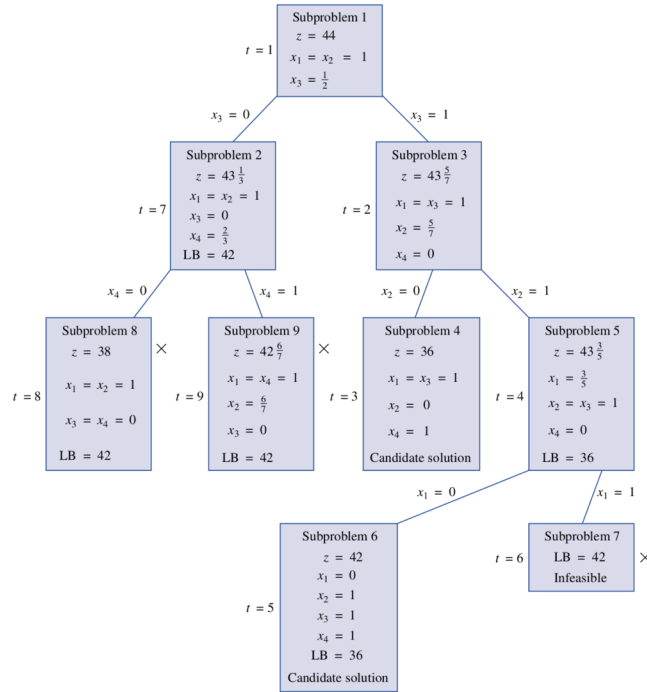 Subproblem 1
z = 44
t = 1
x₁ = x₂ = 1
x₃ = 1/2
x₃ = 0
x₃ = 1
Subproblem 2
z = 43 1/3
x₁ = x₂ = 1
t = 7
x₃ = 0
x₄ = 2/3
LB = 42
Subproblem 3
z = 43 5/7
x₁ = x₃ = 1
t = 2
x₂ = 5/7
x₄ = 0
x₄ = 0
x₄ = 1
x₂ = 0
x₂ = 1
Subproblem 8
z = 38
×
x₁ = x₂ = 1
t = 8
x₃ = x₄ = 0
LB = 42
Subproblem 9
z = 42 6/7
×
x₁ = x₄ = 1
t = 9
x₂ = 6/7
x₃ = 0
LB = 42
Subproblem 4
z = 36
x₁ = x₃ = 1
t = 3
x₂ = 0
x₄ = 1
Candidate solution
Subproblem 5
z = 43 3/5
x₁ = 3/5
t = 4
x₂ = x₃ = 1
x₄ = 0
LB = 36
x₁ = 0
x₁ = 1
Subproblem 6
z = 42
x₁ = 0
x₂ = 1
t = 5
x₃ = 1
x₄ = 1
LB = 36
Candidate solution
Subproblem 7
t = 6
LB = 42
×
Infeasible